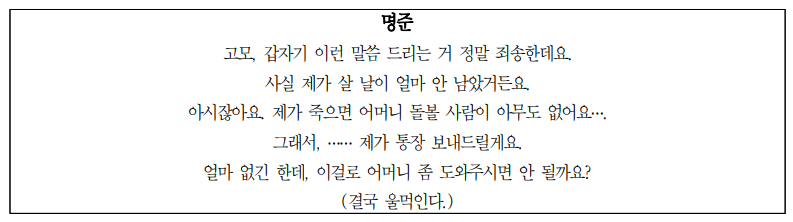 명준
고모, 갑자기 이런 말씀 드리는 거 정말 죄송한데요.
사실 제가 살 날이 얼마 안 남았거든요.
아시잖아요. 제가 죽으면 어머니 돌볼 사람이 아무도 없어요….
그래서, …… 제가 통장 보내드릴게요.
얼마 없긴 한데, 이걸로 어머니 좀 도와주시면 안 될까요?
(결국 울먹인다.)